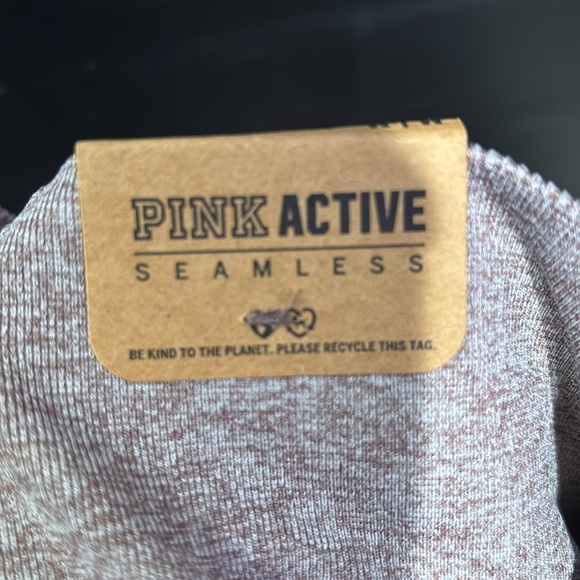 PINK ACTIVE
SEAMLESS
BE KIND TO THE PLANET. PLEASE RECYCLE THIS TAG.